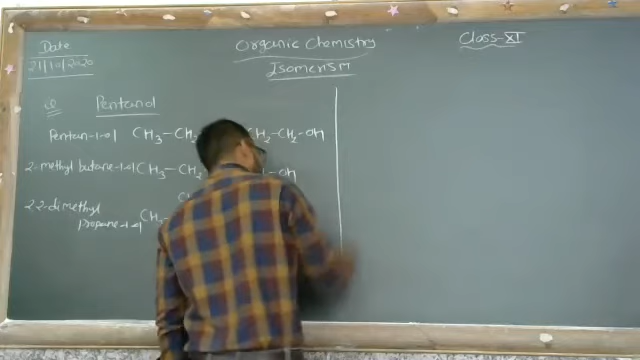 Date
21/10/2020
Organic Chemistry
Isomerism
Class-XI
Pentanol
Pentan-1-ol CH3-CH2 CH2-CH2-OH
2-methyl butane-1-ol CH3-CH2 -OH
2,2-dimethyl
propane-1-ol CH3-